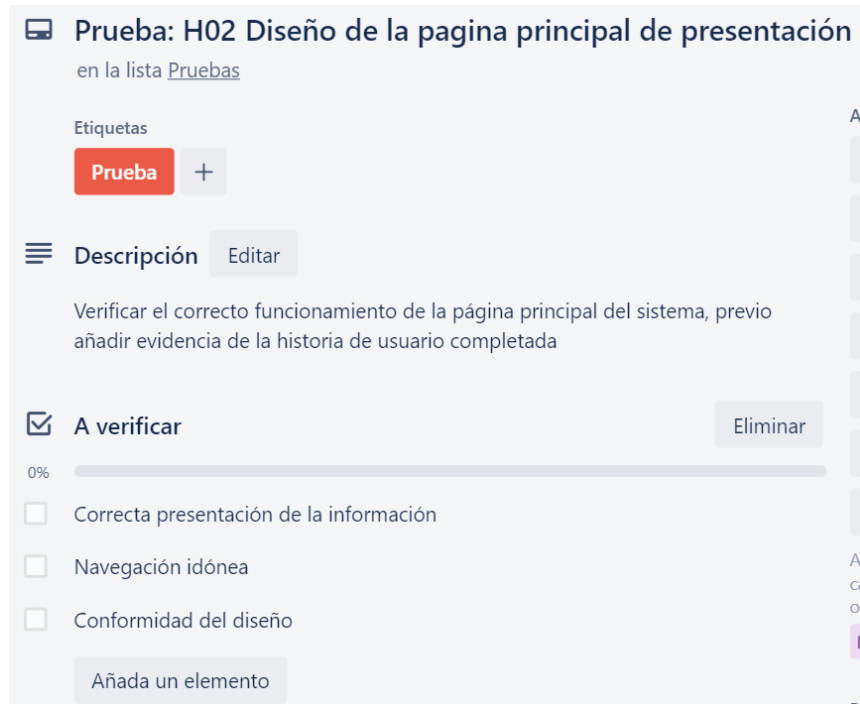 Prueba: H02 Diseño de la pagina principal de presentación
en la lista Pruebas
Etiquetas
Prueba +
Descripción Editar
Verificar el correcto funcionamiento de la página principal del sistema, previo
añadir evidencia de la historia de usuario completada
A verificar Eliminar
0%
Correcta presentación de la información
Navegación idónea
Conformidad del diseño
Añada un elemento